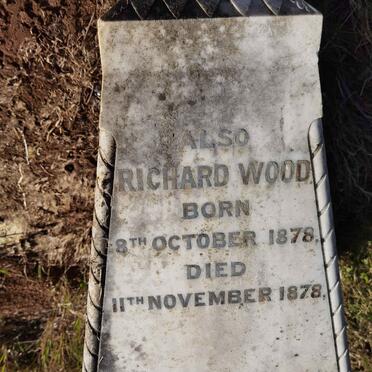 ALSO
RICHARD WOOD
BORN
8TH OCTOBER 1878.
DIED
11TH NOVEMBER 1878.